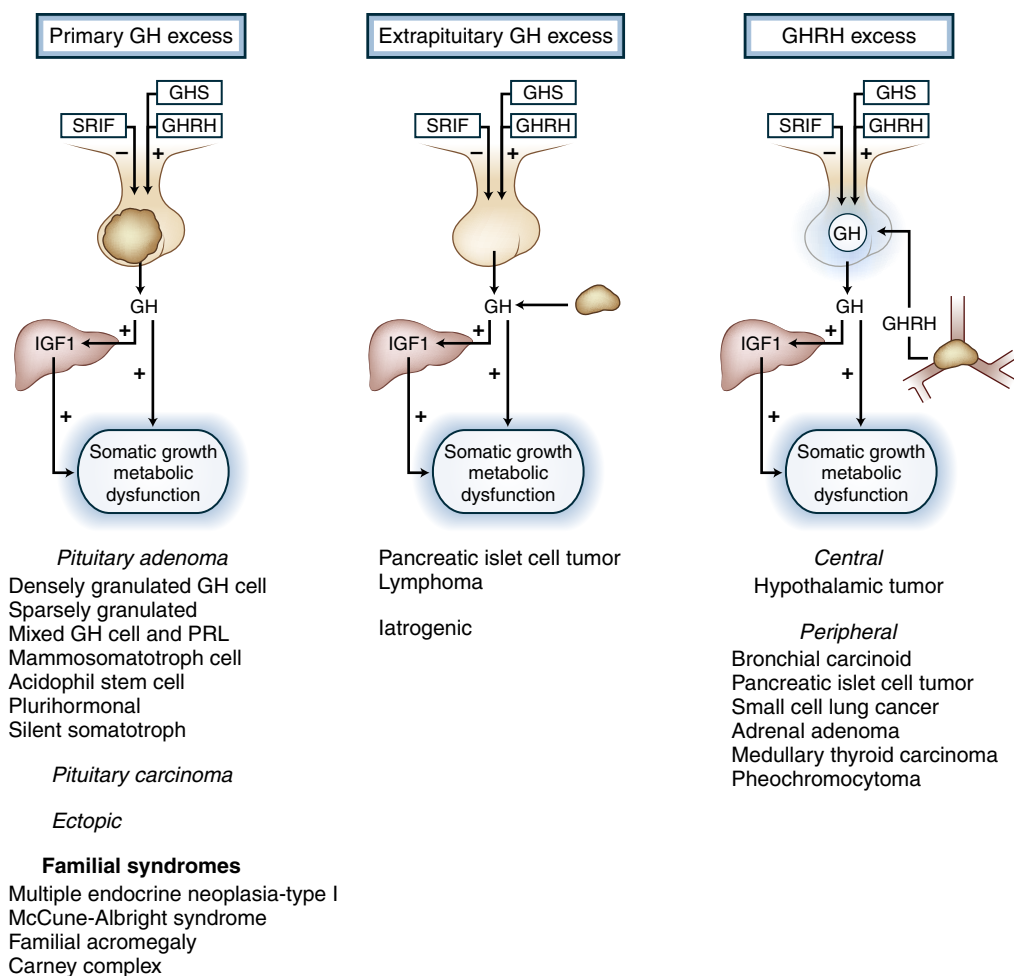 Primary GH excess
GHS
SRIF
GHRH
−
+
GH
+
IGF1
+
+
Somatic growth
metabolic
dysfunction
Pituitary adenoma
Densely granulated GH cell
Sparsely granulated
Mixed GH cell and PRL
Mammosomatotroph cell
Acidophil stem cell
Plurihormonal
Silent somatotroph
Pituitary carcinoma
Ectopic
Familial syndromes
Multiple endocrine neoplasia-type I
McCune-Albright syndrome
Familial acromegaly
Carney complex
Extrapituitary GH excess
GHS
SRIF
GHRH
−
+
GH
+
IGF1
+
+
Somatic growth
metabolic
dysfunction
Pancreatic islet cell tumor
Lymphoma
Iatrogenic
GHRH excess
GHS
SRIF
GHRH
−
+
GH
GH
GHRH
+
IGF1
+
+
Somatic growth
metabolic
dysfunction
Central
Hypothalamic tumor
Peripheral
Bronchial carcinoid
Pancreatic islet cell tumor
Small cell lung cancer
Adrenal adenoma
Medullary thyroid carcinoma
Pheochromocytoma